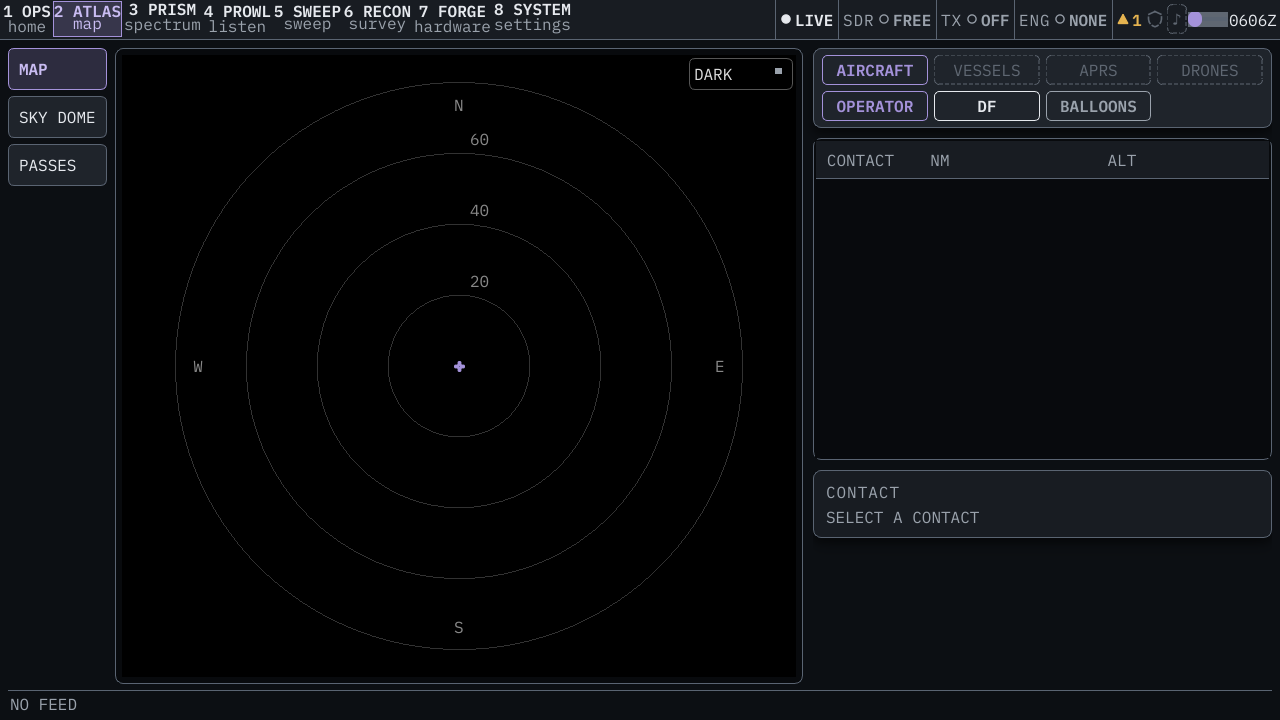 1 OPS 2 ATLAS 3 PRISM 4 PROWL 5 SWEEP 6 RECON 7 FORGE 8 SYSTEM
home map spectrum listen sweep survey hardware settings
LIVE SDR FREE TX OFF ENG NONE 1 0606Z
MAP
SKY DOME
PASSES
DARK
N
60
40
20
W E
S
AIRCRAFT VESSELS APRS DRONES
OPERATOR DF BALLOONS
CONTACT NM ALT
CONTACT
SELECT A CONTACT
NO FEED